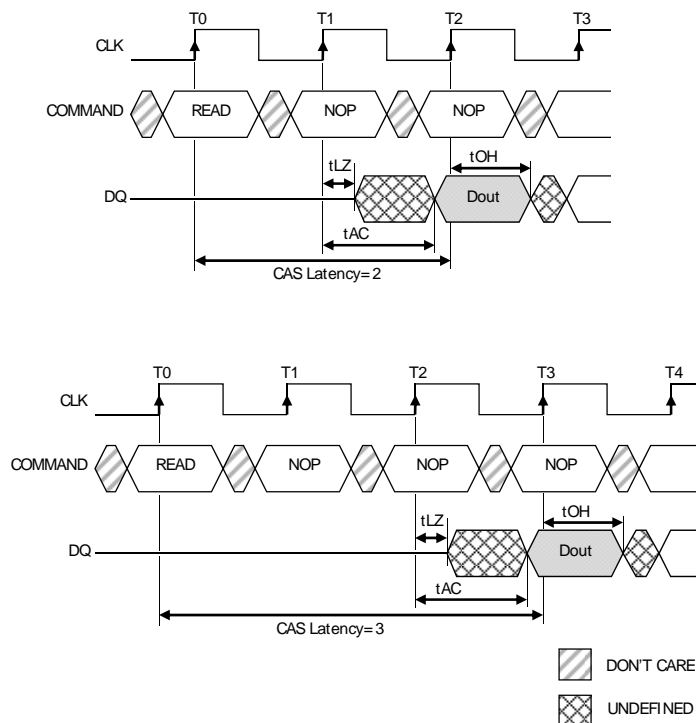 T0 T1 T2 T3
CLK
COMMAND READ NOP NOP
tLZ tOH
DQ Dout
tAC
CAS Latency=2
T0 T1 T2 T3 T4
CLK
COMMAND READ NOP NOP NOP
tLZ tOH
DQ Dout
tAC
CAS Latency=3
DON'T CARE
UNDEFINED